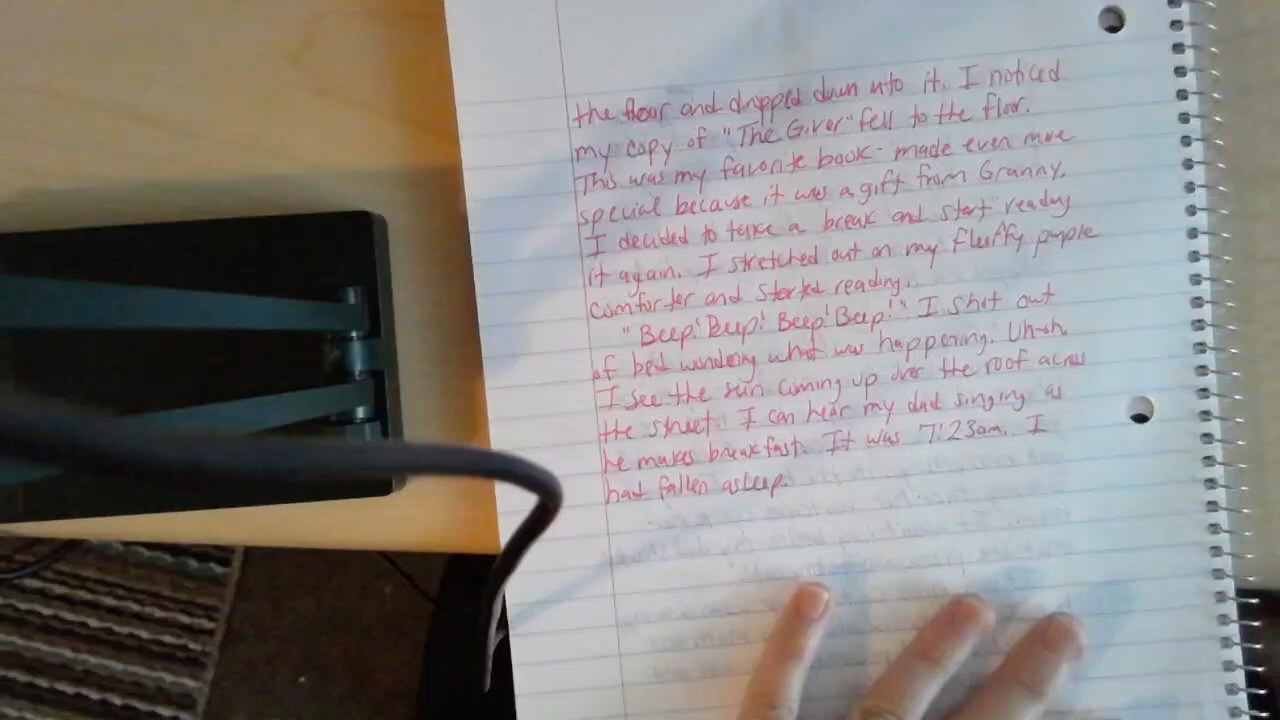 the floor and dropped down into it. I noticed
my copy of "The Giver" fell to the floor.
This was my favorite book - made even more
special because it was a gift from Granny.
I decided to take a break and start reading
it again. I stretched out on my fluffy purple
comforter and started reading.
"Beep! Beep! Beep! Beep!" I shot out
of bed wondering what was happening. Uh-oh
I see the sun coming up over the roof across
the street. I can hear my dad singing as
he makes breakfast. It was 7:23am. I
had fallen asleep.